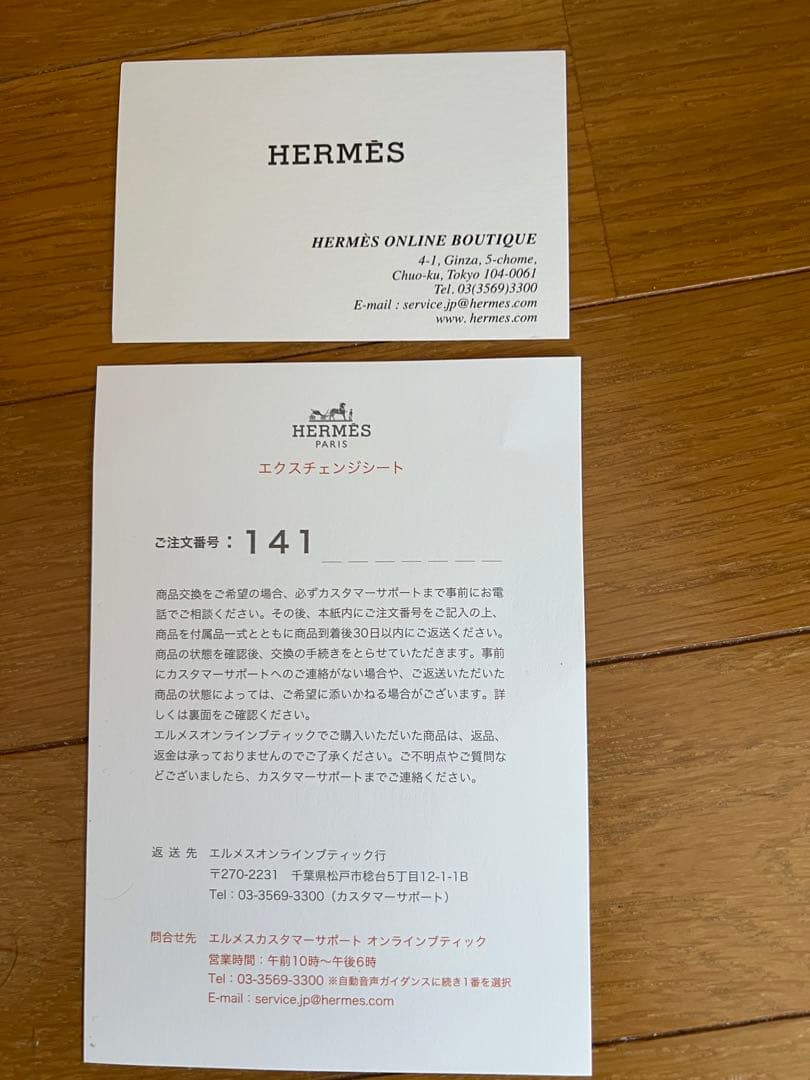 HERMÈS
HERMÈS ONLINE BOUTIQUE
4-1, Ginza, 5-chome,
Chuo-ku, Tokyo 104-0061
Tel. 03(3569)3300
E-mail : service.jp@hermes.com
www. hermes.com
HERMÈS
PARIS
エクスチェンジシート
ご注文番号：141 _ _ _ _ _ _ _
商品交換をご希望の場合、必ずカスタマーサポートまで事前にお電
話でご相談ください。その後、本紙内にご注文番号をご記入の上、
商品を付属品一式とともに商品到着後30日以内にご返送ください。
商品の状態を確認後、交換の手続きをとらせていただきます。事前
にカスタマーサポートへのご連絡がない場合や、ご返送いただいた
商品の状態によっては、ご希望に添いかねる場合がございます。詳
しくは裏面をご確認ください。
エルメスオンラインブティックでご購入いただいた商品は、返品、
返金は承っておりませんのでご了承ください。ご不明点やご質問な
どございましたら、カスタマーサポートまでご連絡ください。
返送先 エルメスオンラインブティック行
〒270-2231 千葉県松戸市稔台5丁目12-1-1B
Tel：03-3569-3300（カスタマーサポート）
問合せ先 エルメスカスタマーサポート オンラインブティック
営業時間：午前10時〜午後6時
Tel：03-3569-3300 ※自動音声ガイダンスに続き1番を選択
E-mail：service.jp@hermes.com